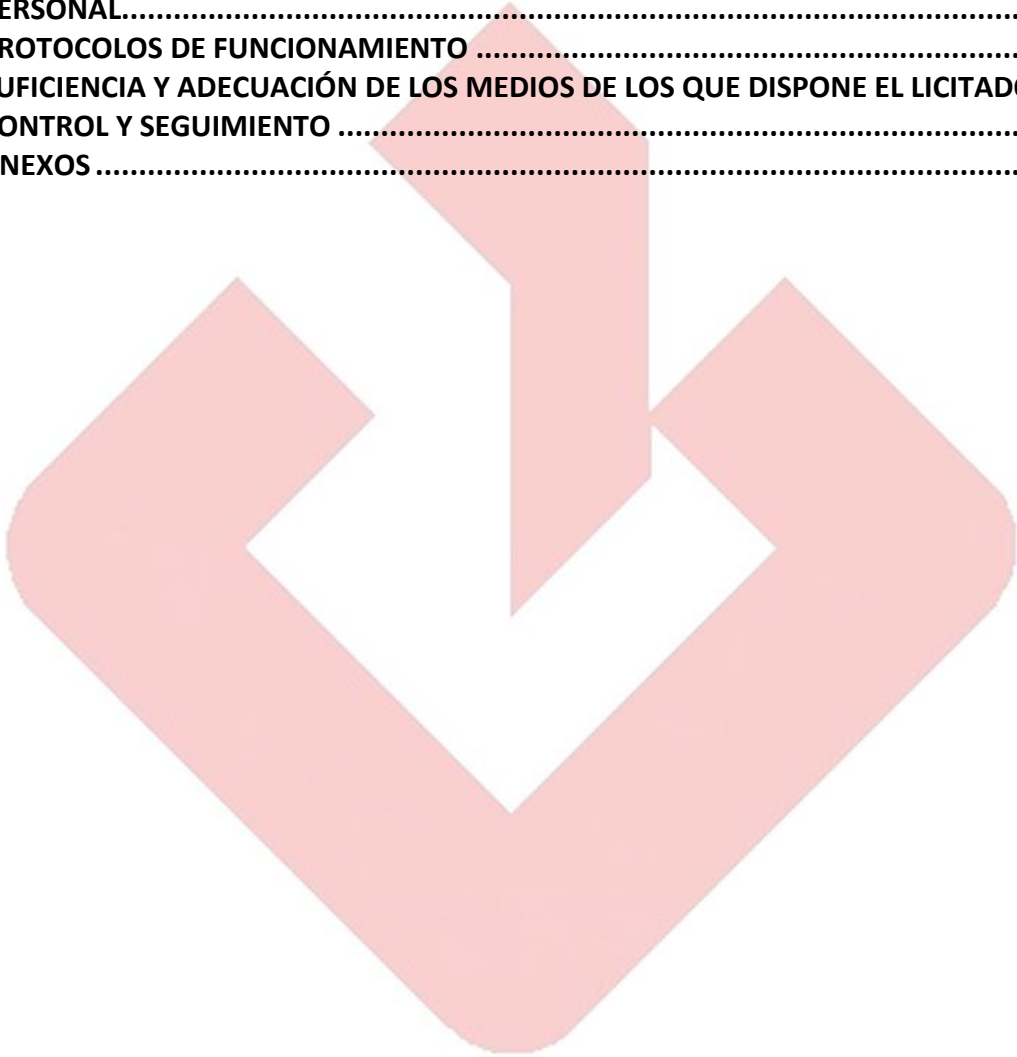 ERSONAL....................................................................................................
ROTOCOLOS DE FUNCIONAMIENTO ...............................................................
UFICIENCIA Y ADECUACIÓN DE LOS MEDIOS DE LOS QUE DISPONE EL LICITADO
ONTROL Y SEGUIMIENTO ................................................................................
NEXOS ........................................................................................................